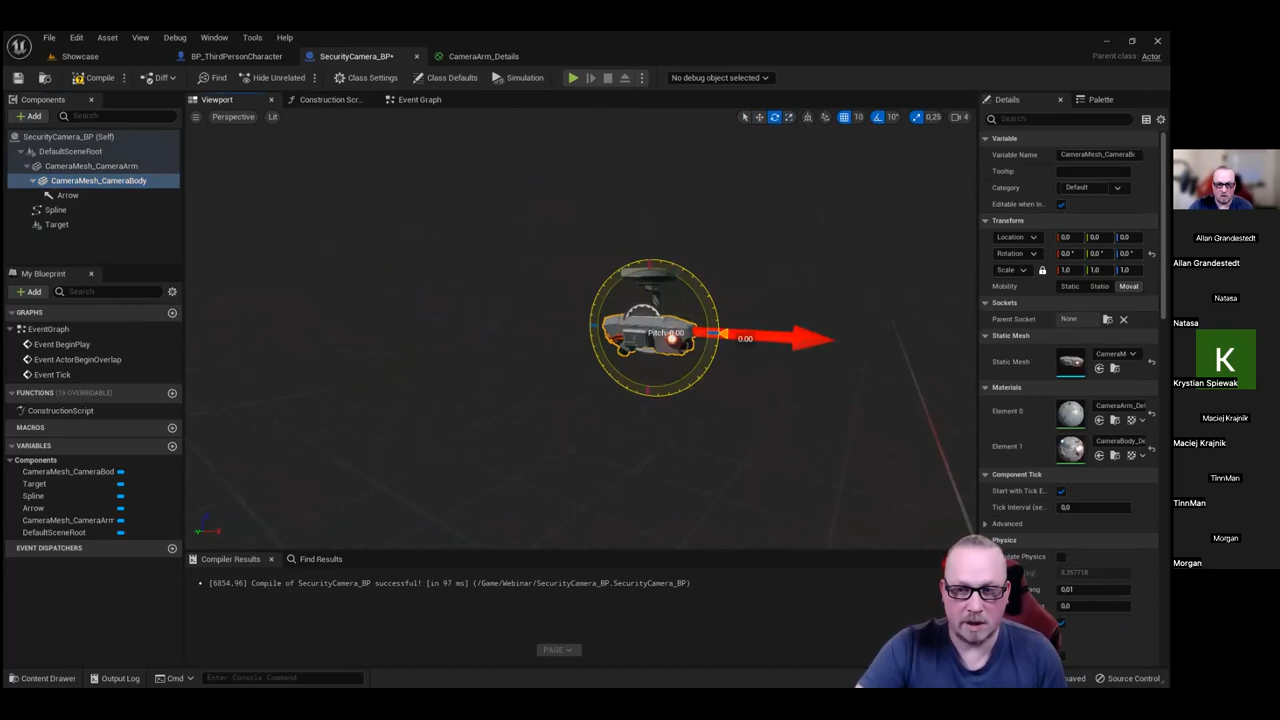 File Edit Asset View Debug Window Tools Help
Showcase BP_ThirdPersonCharacter SecurityCamera_BP* CameraArm_Details
Parent class: Actor
Compile Diff Find Hide Unrelated Class Settings Class Defaults Simulation No debug object selected
Components
Add Search
SecurityCamera_BP (Self)
DefaultSceneRoot
CameraMesh_CameraArm
CameraMesh_CameraBody
Arrow
Spline
Target
My Blueprint
Add Search
GRAPHS
EventGraph
Event BeginPlay
Event ActorBeginOverlap
Event Tick
FUNCTIONS (19 OVERRIDABLE)
ConstructionScript
MACROS
VARIABLES
Components
CameraMesh_CameraBod
Target
Spline
Arrow
CameraMesh_CameraArm
DefaultSceneRoot
EVENT DISPATCHERS
Viewport Construction Scr... Event Graph
Perspective Lit
10 10° 0,25 4
Pitch: 0.00
0.00
Compiler Results Find Results
[6854,96] Compile of SecurityCamera_BP successful! [in 97 ms] (/Game/Webinar/SecurityCamera_BP.SecurityCamera_BP)
PAGE
Details Palette
Search
Variable
Variable Name CameraMesh_CameraBo
Tooltip
Category Default
Editable when In...
Transform
Location 0,0 0,0 0,0
Rotation 0,0 ° 0,0 ° 0,0 °
Scale 1,0 1,0 1,0
Mobility Static Statio Movat
Sockets
Parent Socket None
Static Mesh
Static Mesh CameraM
Materials
Element 0 CameraArm_Det
Element 1 CameraBody_De
Component Tick
Start with Tick E...
Tick Interval (se... 0,0
Advanced
Physics
ulate Physics
8,357718
0,01
0,0
Content Drawer Output Log Cmd Enter Console Command
Source Control
Allan Grandestedt
Allan Grandestedt
Natasa
Natasa
K
Krystian Spiewak
Maciej Krajnik
Maciej Krajnik
TinnMan
TinnMan
Morgan
Morgan